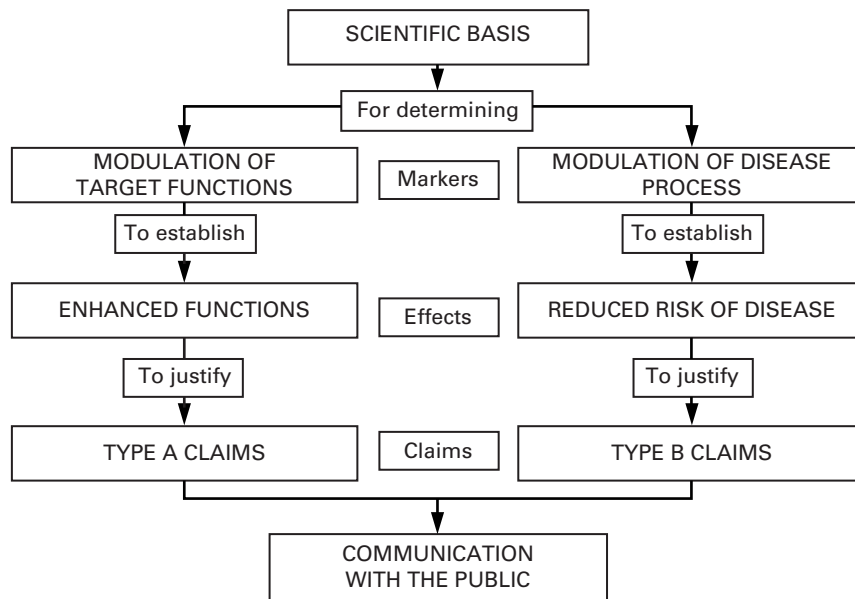 SCIENTIFIC BASIS
For determining
MODULATION OF
TARGET FUNCTIONS
Markers
MODULATION OF DISEASE
PROCESS
To establish
To establish
ENHANCED FUNCTIONS
Effects
REDUCED RISK OF DISEASE
To justify
To justify
TYPE A CLAIMS
Claims
TYPE B CLAIMS
COMMUNICATION
WITH THE PUBLIC